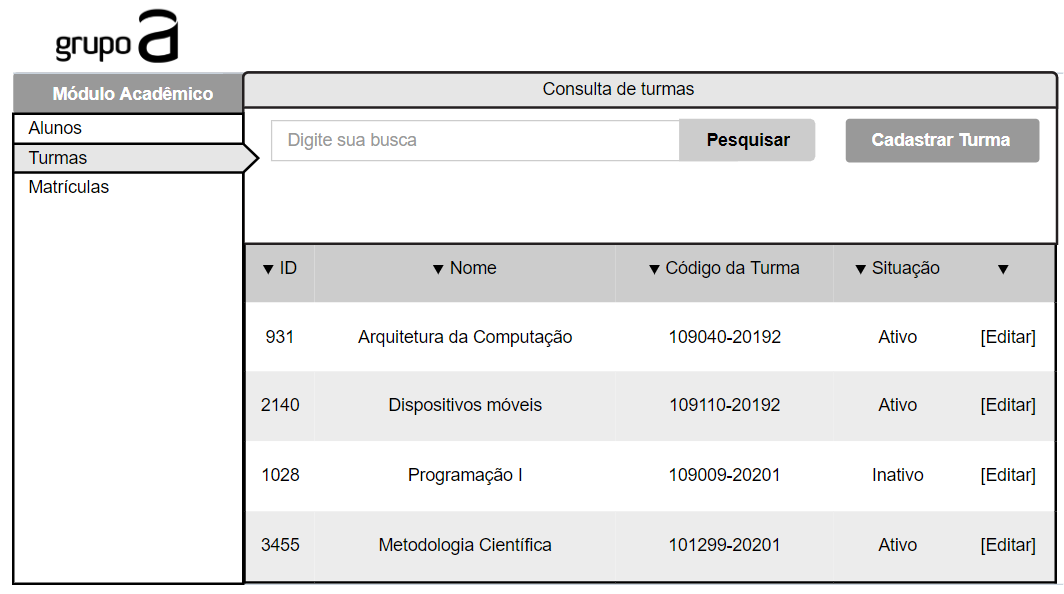 grupo a
Módulo Acadêmico
Alunos
Turmas
Matrículas
Consulta de turmas
Digite sua busca Pesquisar Cadastrar Turma
▼ ID ▼ Nome ▼ Código da Turma ▼ Situação ▼
931 Arquitetura da Computação 109040-20192 Ativo [Editar]
2140 Dispositivos móveis 109110-20192 Ativo [Editar]
1028 Programação I 109009-20201 Inativo [Editar]
3455 Metodologia Científica 101299-20201 Ativo [Editar]